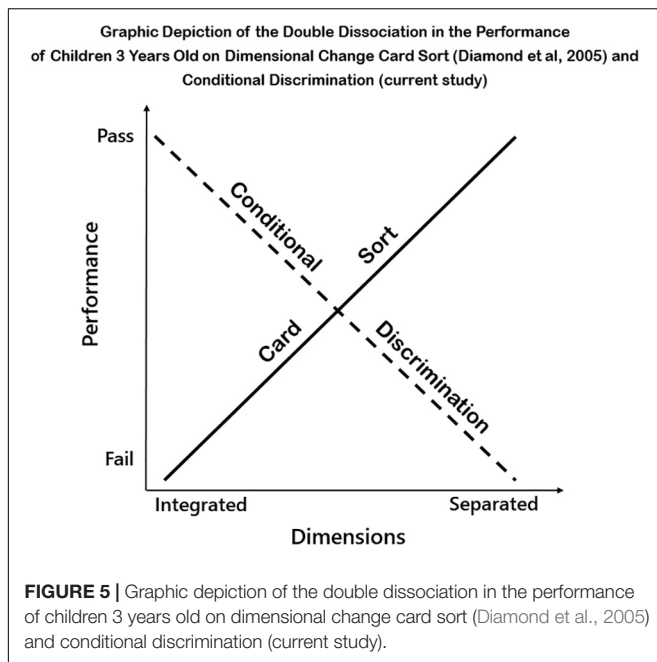 Graphic Depiction of the Double Dissociation in the Performance
of Children 3 Years Old on Dimensional Change Card Sort (Diamond et al, 2005) and
Conditional Discrimination (current study)
Pass
Conditional
Sort
Performance
Card
Discrimination
Fail
Integrated
Separated
Dimensions
FIGURE 5 | Graphic depiction of the double dissociation in the performance
of children 3 years old on dimensional change card sort (Diamond et al., 2005)
and conditional discrimination (current study).